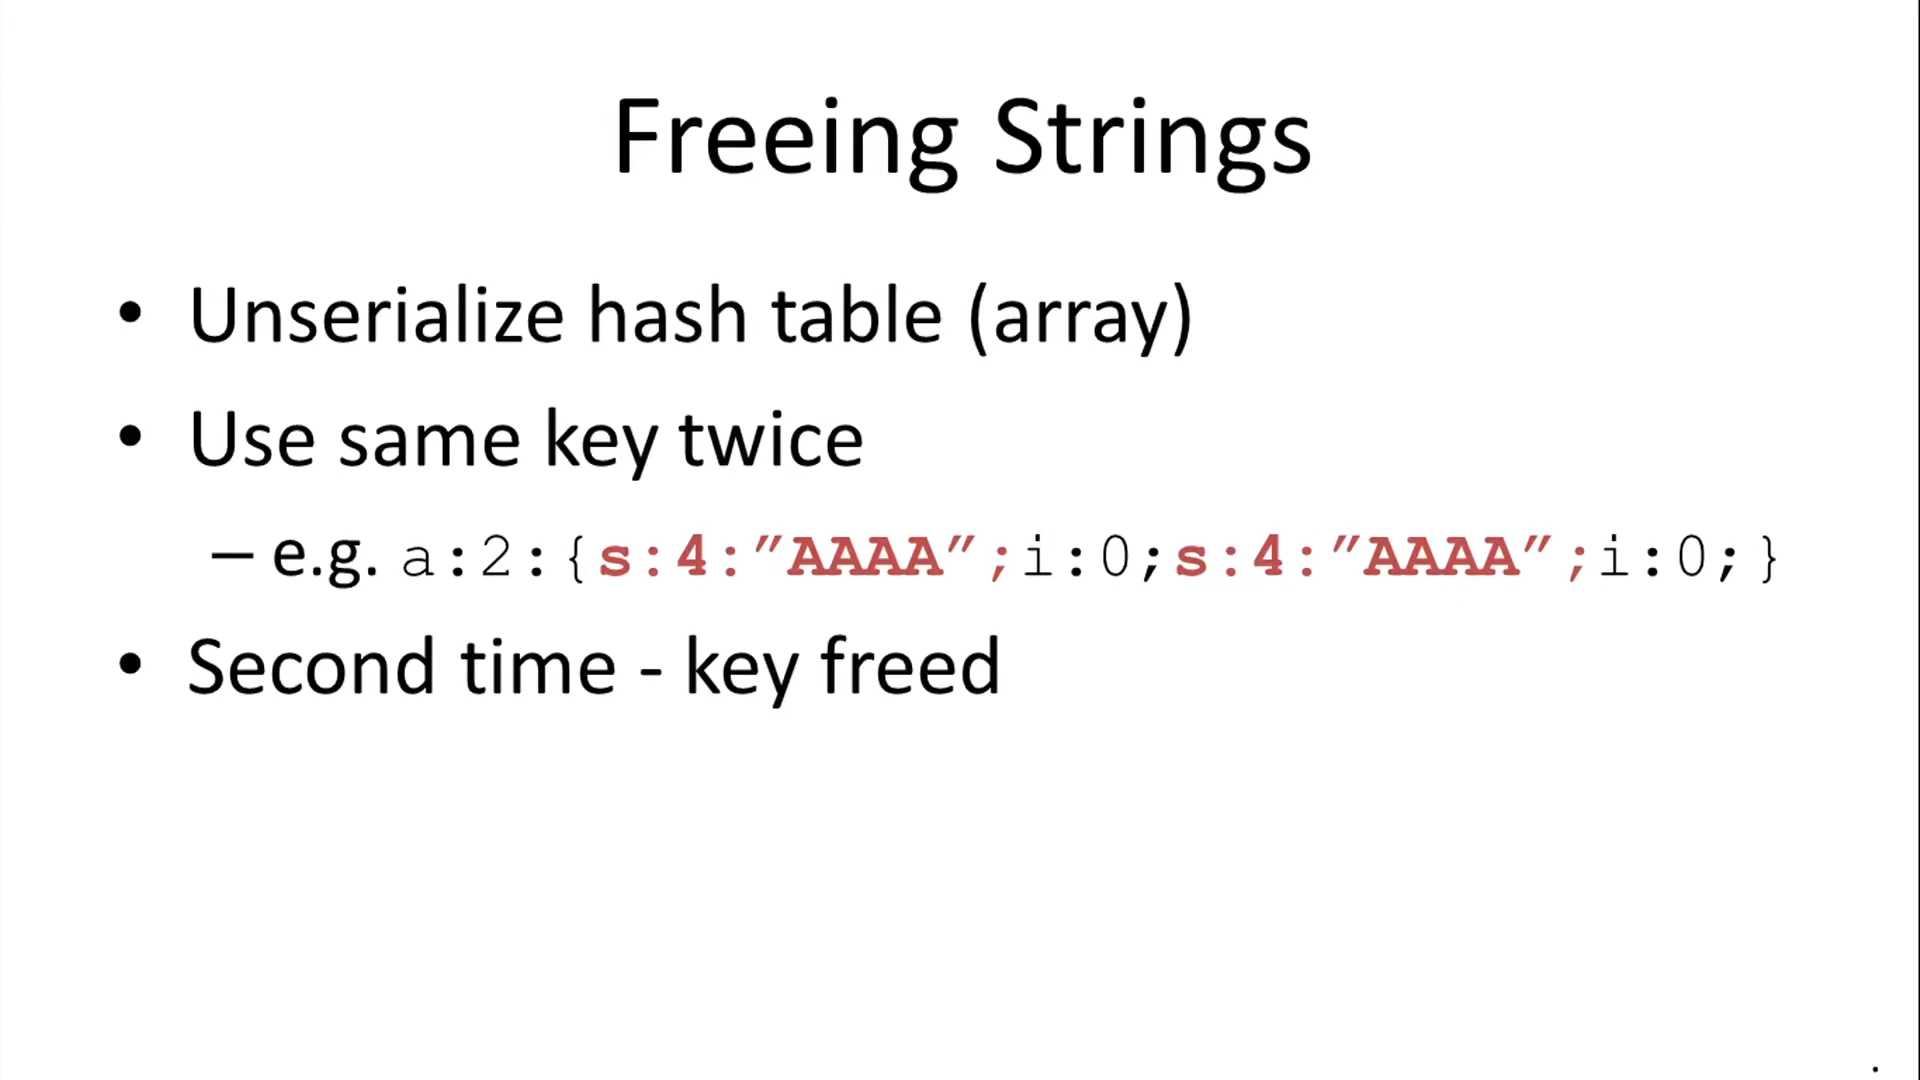 Freeing Strings
• Unserialize hash table (array)
• Use same key twice
– e.g. a:2:{s:4:”AAAA”;i:0;s:4:”AAAA”;i:0;}
• Second time - key freed
.